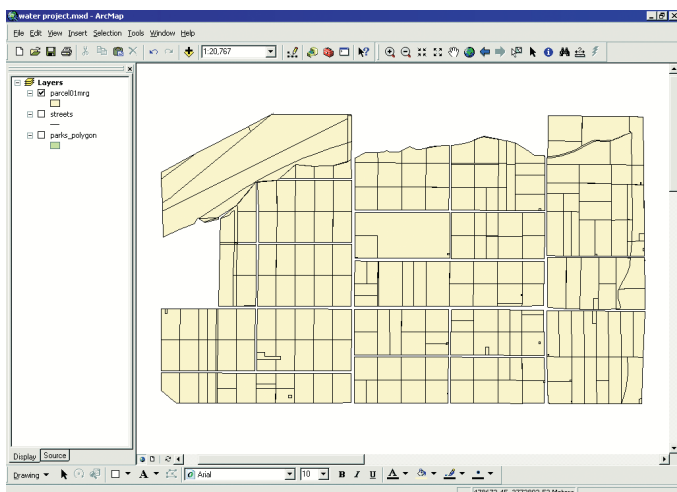 water project.mxd - ArcMap
File Edit View Insert Selection Tools Window Help
1:20,767
Layers
parcel01mrg
streets
parks_polygon
Display Source
Drawing A Arial 10 B I U A